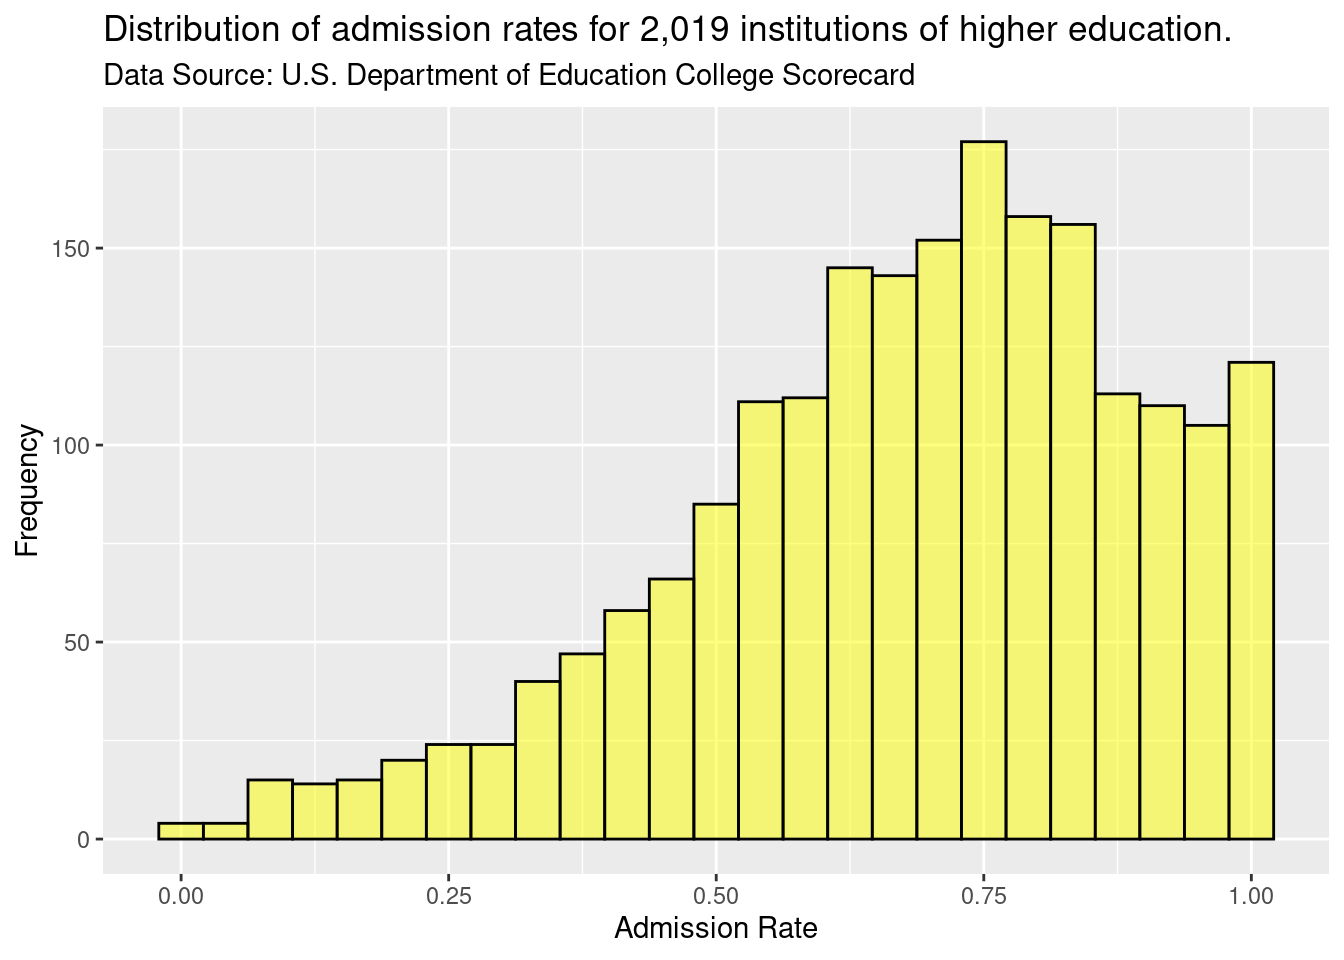 Distribution of admission rates for 2,019 institutions of higher education.
Data Source: U.S. Department of Education College Scorecard
150
100
50
0
Frequency
0.00 0.25 0.50 0.75 1.00
Admission Rate